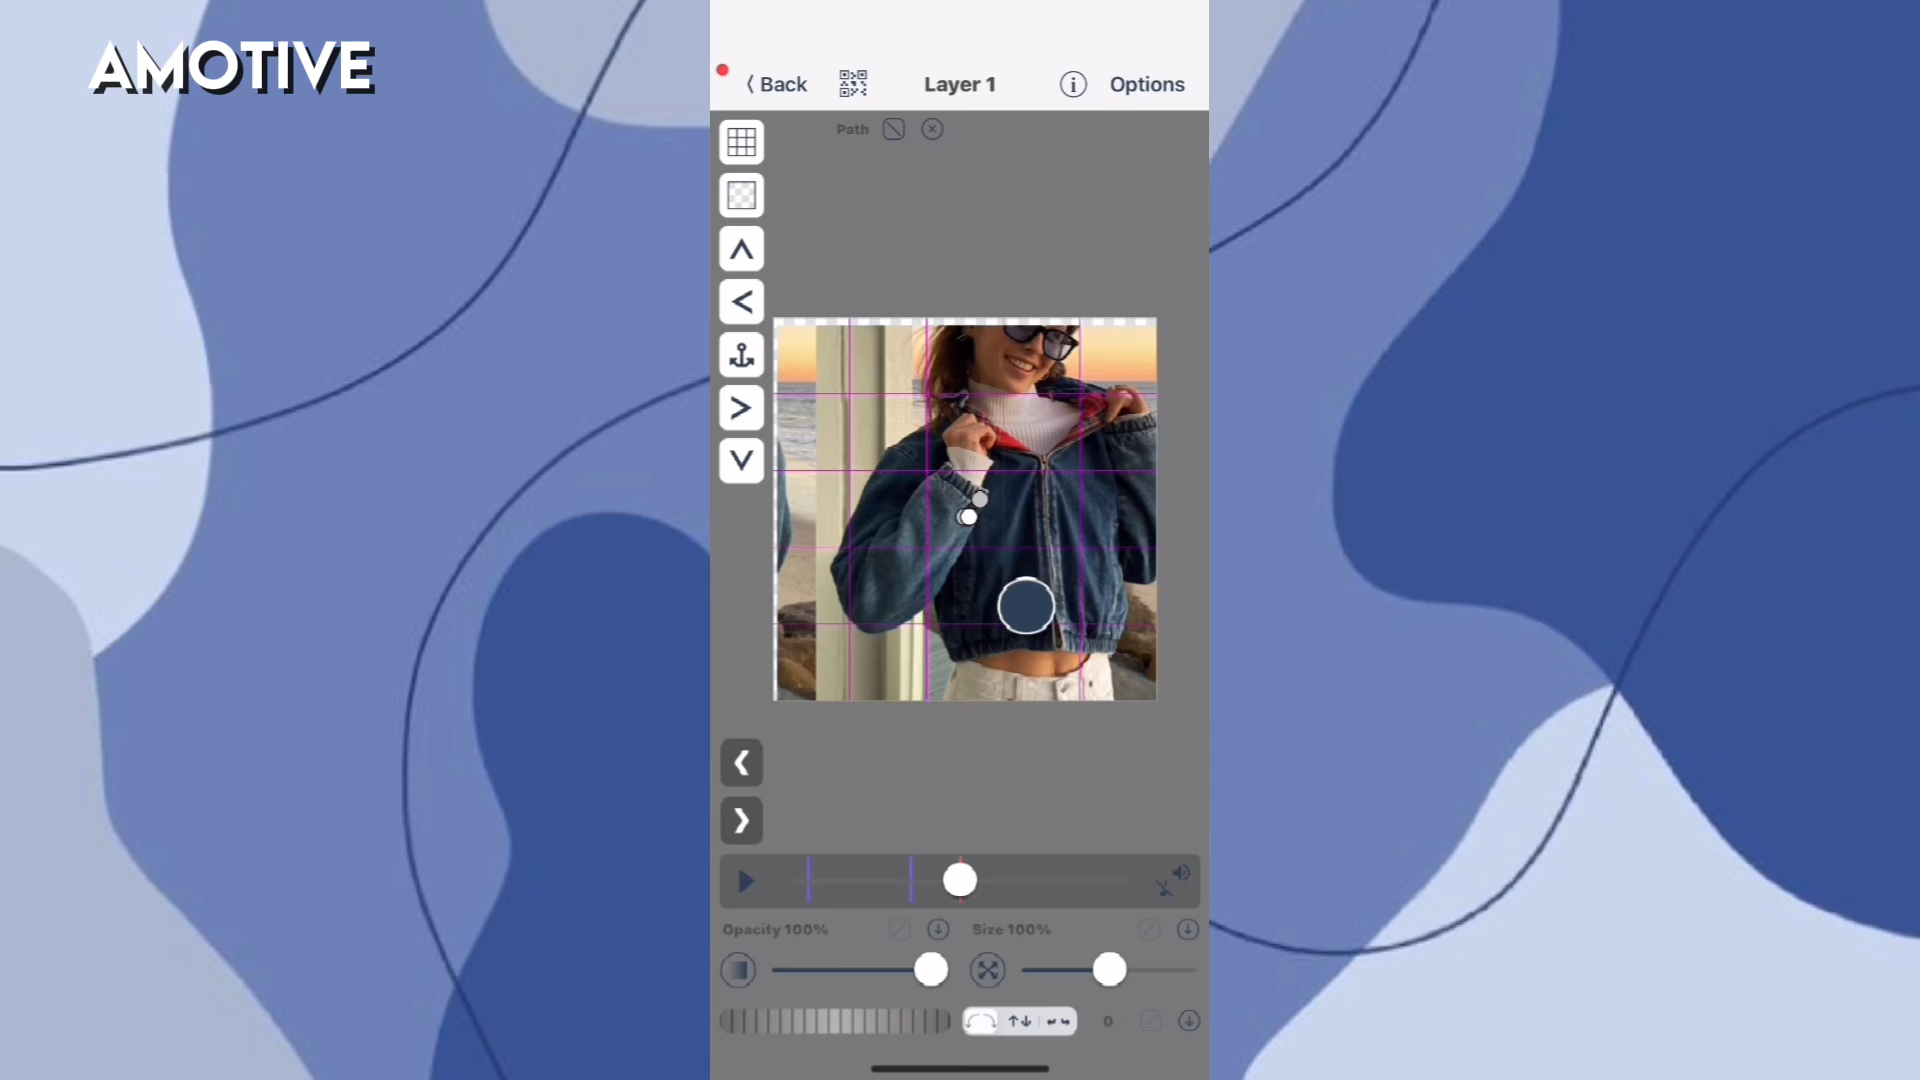 AMOTIVE
Back
Layer 1
Options
Path
Opacity 100%
Size 100%
0